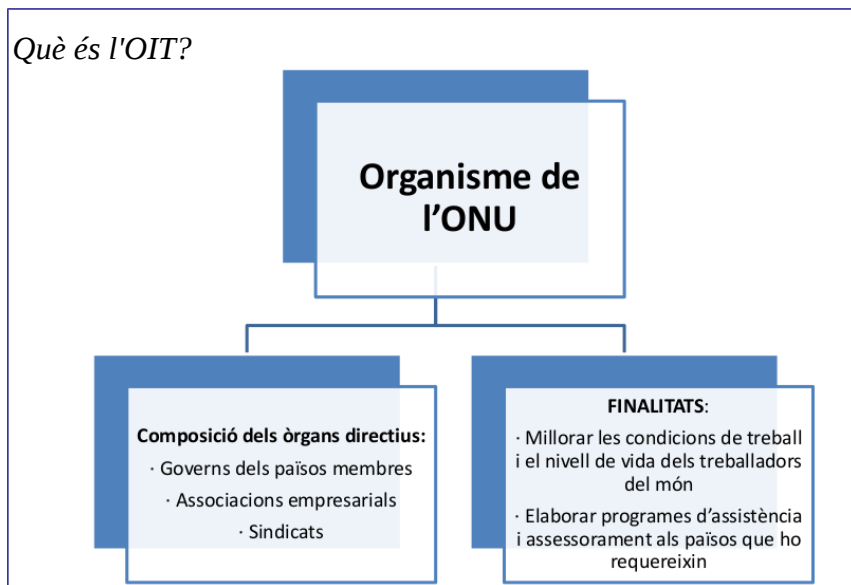 Què és l'OIT?
Organisme de
l’ONU
Composició dels òrgans directius:
· Governs dels països membres
· Associacions empresarials
· Sindicats
FINALITATS:
· Millorar les condicions de treball
i el nivell de vida dels treballadors
del món
· Elaborar programes d’assistència
i assessorament als països que ho
requereixin